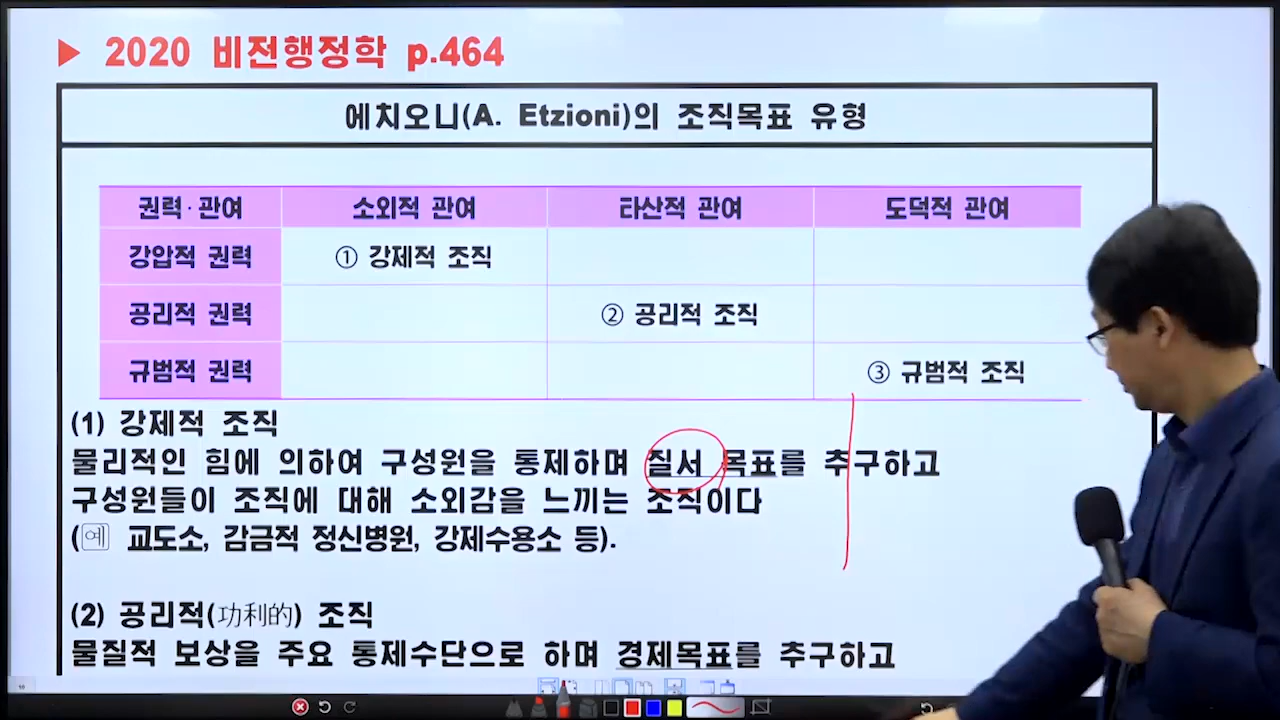 ▶ 2020 비전행정학 p.464
에치오니(A. Etzioni)의 조직목표 유형
권력·관여 소외적 관여 타산적 관여 도덕적 관여
강압적 권력 ① 강제적 조직
공리적 권력 ② 공리적 조직
규범적 권력 ③ 규범적 조직
(1) 강제적 조직
물리적인 힘에 의하여 구성원을 통제하며 질서 목표를 추구하고
구성원들이 조직에 대해 소외감을 느끼는 조직이다
(예 교도소, 감금적 정신병원, 강제수용소 등).
(2) 공리적(功利的) 조직
물질적 보상을 주요 통제수단으로 하며 경제목표를 추구하고